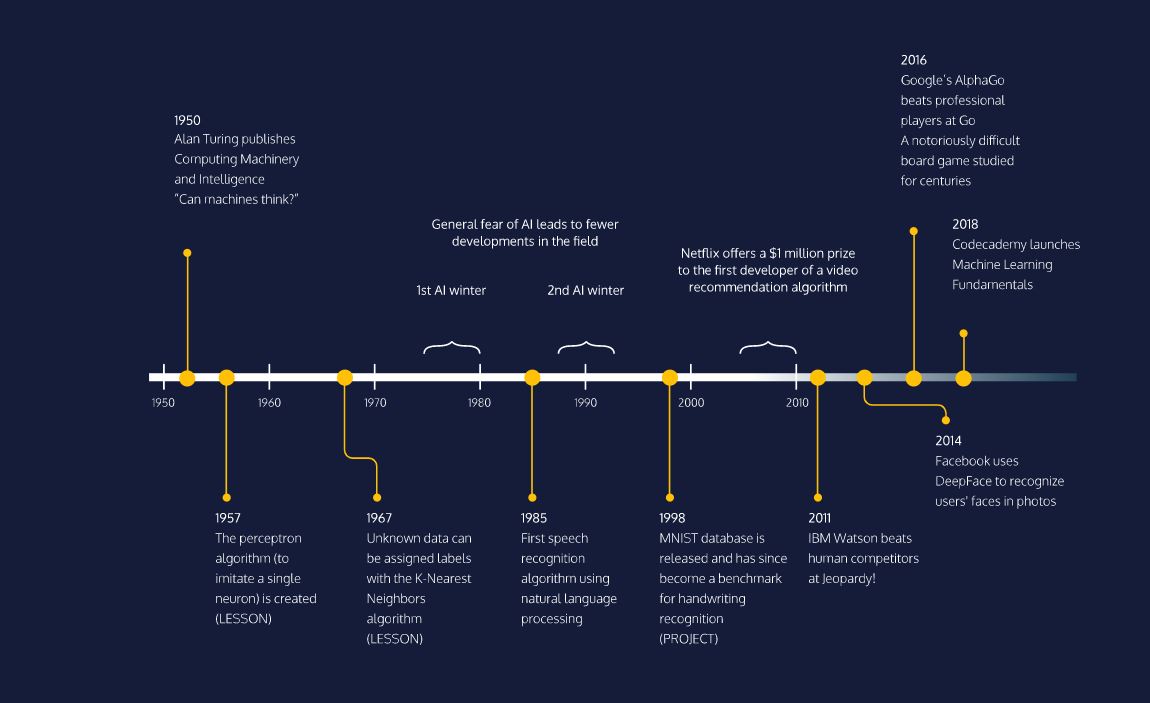 2016
Google's AlphaGo
beats professional
players at Go
A notoriously difficult
board game studied
for centuries
1950
Alan Turing publishes
Computing Machinery
and Intelligence
“Can machines think?”
General fear of AI leads to fewer
developments in the field
1st AI winter
2nd AI winter
Netflix offers a $1 million prize
to the first developer of a video
recommendation algorithm
2018
Codecademy launches
Machine Learning
Fundamentals
1950
1960
1970
1980
1990
2000
2010
2014
Facebook uses
DeepFace to recognize
users' faces in photos
1957
The perceptron
algorithm (to
imitate a single
neuron) is created
(LESSON)
1967
Unknown data can
be assigned labels
with the K-Nearest
Neighbors
algorithm
(LESSON)
1985
First speech
recognition
algorithm using
natural language
processing
1998
MNIST database is
released and has since
become a benchmark
for handwriting
recognition
(PROJECT)
2011
IBM Watson beats
human competitors
at Jeopardy!